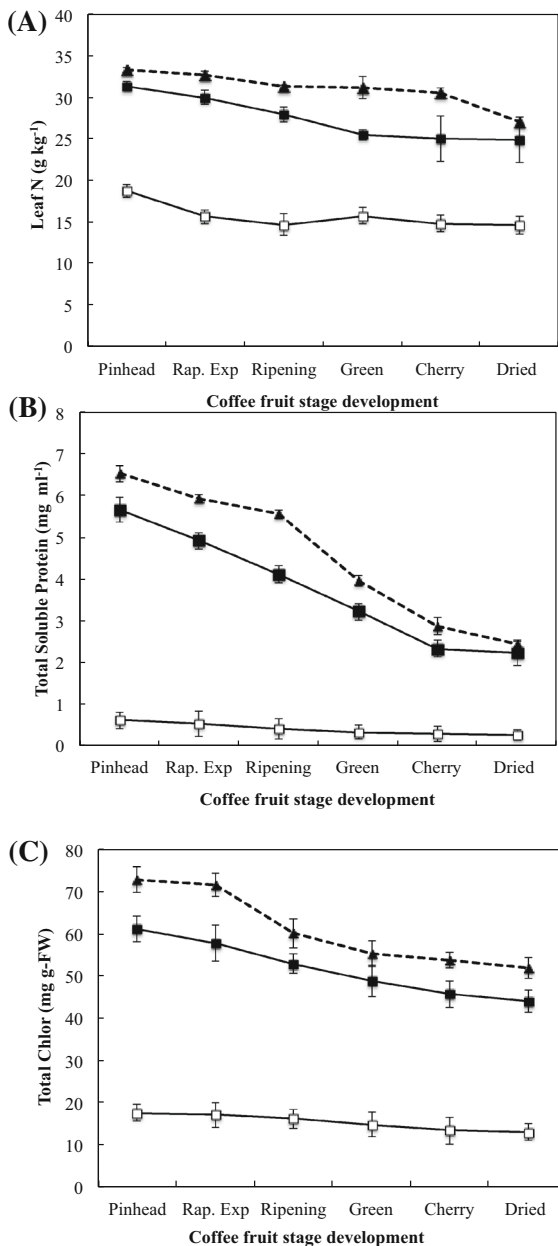 (A)
40
35
30
25
20
15
10
5
0
Leaf N (g kg⁻¹)
Pinhead Rap. Exp Ripening Green Cherry Dried
Coffee fruit stage development
(B)
8
7
6
5
4
3
2
1
0
Total Soluble Protein (mg ml⁻¹)
Pinhead Rap. Exp Ripening Green Cherry Dried
Coffee fruit stage development
(C)
80
70
60
50
40
30
20
10
0
Total Chlor (mg g-FW)
Pinhead Rap. Exp Ripening Green Cherry Dried
Coffee fruit stage development